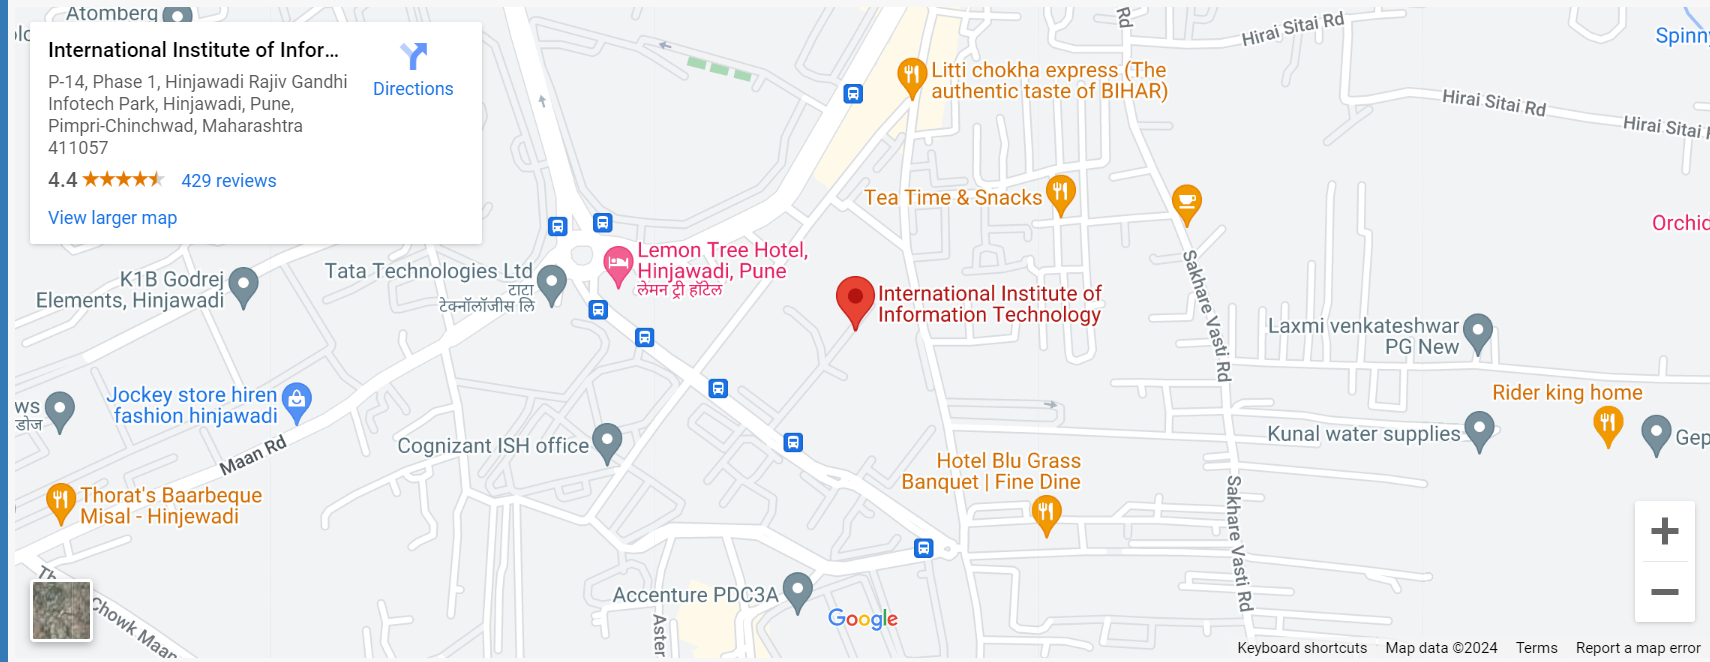 Atomberg
International Institute of Infor...
P-14, Phase 1, Hinjawadi Rajiv Gandhi
Infotech Park, Hinjawadi, Pune,
Pimpri-Chinchwad, Maharashtra
411057
4.4
429 reviews
View larger map
Directions
Rd
Hirai Sitai Rd
Spinny
Litti chokha express (The
authentic taste of BIHAR)
Hirai Sitai Rd
Hirai Sitai R
Tea Time & Snacks
Orchid
Lemon Tree Hotel,
Hinjawadi, Pune
लेमन ट्री हॉटेल
Tata Technologies Ltd
टाटा
टेक्नॉलॉजीस लि
K1B Godrej
Elements, Hinjawadi
International Institute of
Information Technology
Sakhare Vasti Rd
Laxmi venkateshwar
PG New
Jockey store hiren
fashion hinjawadi
ws
डोज
Rider king home
Maan Rd
Cognizant ISH office
Kunal water supplies
Gep
Hotel Blu Grass
Banquet | Fine Dine
Thorat's Baarbeque
Misal - Hinjewadi
Sakhare Vasti Rd
Th
Chowk Maan
Accenture PDC3A
Aster
Google
Keyboard shortcuts
Map data ©2024
Terms
Report a map error